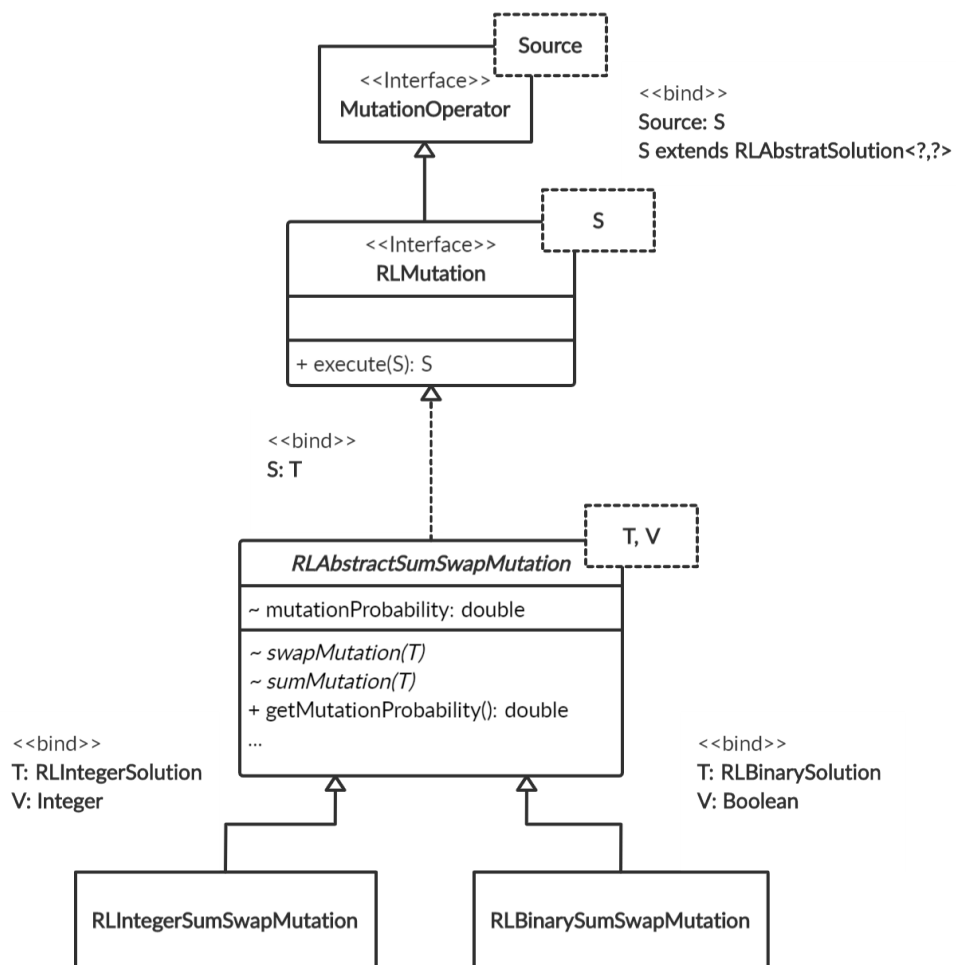 Source
<<Interface>>
MutationOperator
<<bind>>
Source: S
S extends RLAbstratSolution<?,?>
S
<<Interface>>
RLMutation
+ execute(S): S
<<bind>>
S: T
T, V
RLAbstractSumSwapMutation
~ mutationProbability: double
~ swapMutation(T)
~ sumMutation(T)
+ getMutationProbability(): double
...
<<bind>>
T: RLIntegerSolution
V: Integer
<<bind>>
T: RLBinarySolution
V: Boolean
RLIntegerSumSwapMutation
RLBinarySumSwapMutation